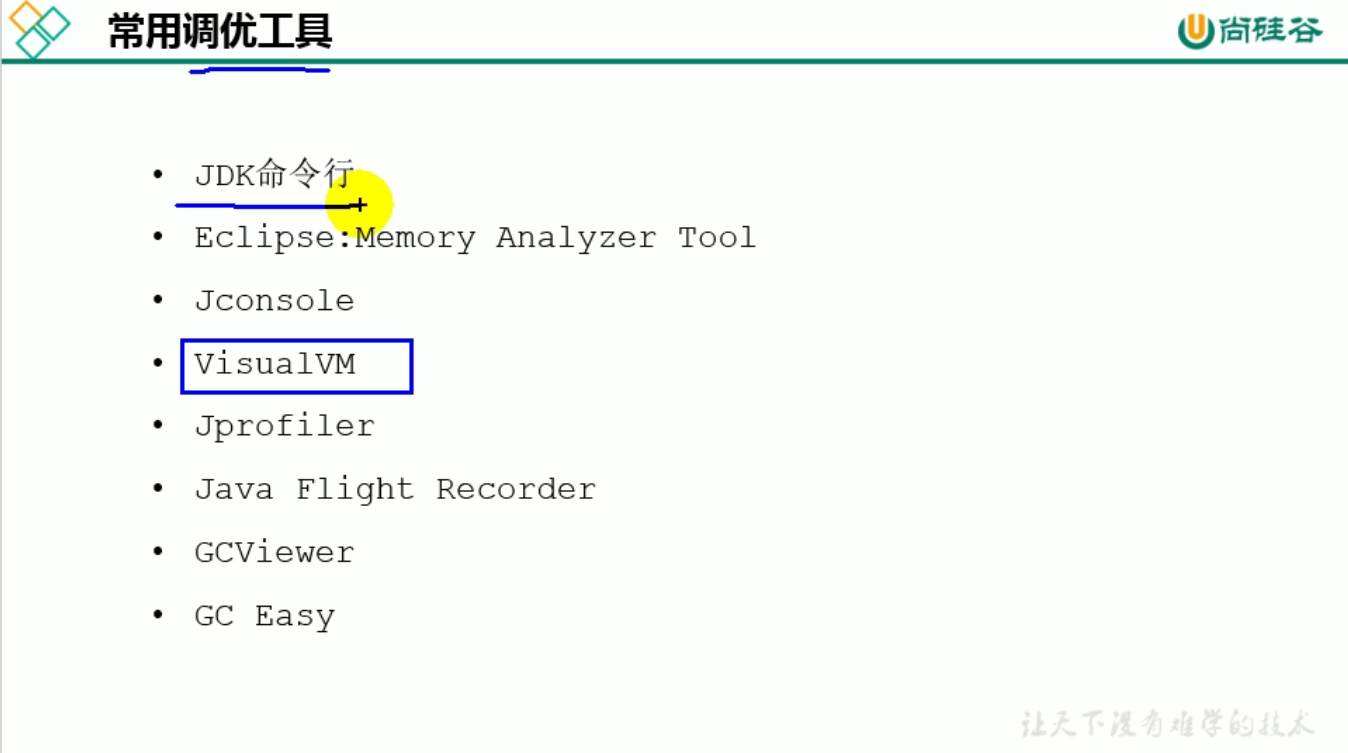 常用调优工具
尚硅谷
• JDK命令行
• Eclipse:Memory Analyzer Tool
• Jconsole
• VisualVM
• Jprofiler
• Java Flight Recorder
• GCViewer
• GC Easy
让天下没有难学的技术